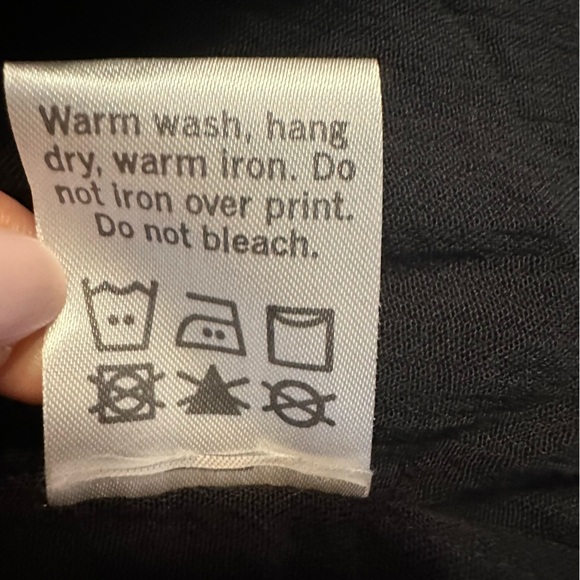 Warm wash, hang
dry, warm iron. Do
not iron over print.
Do not bleach.